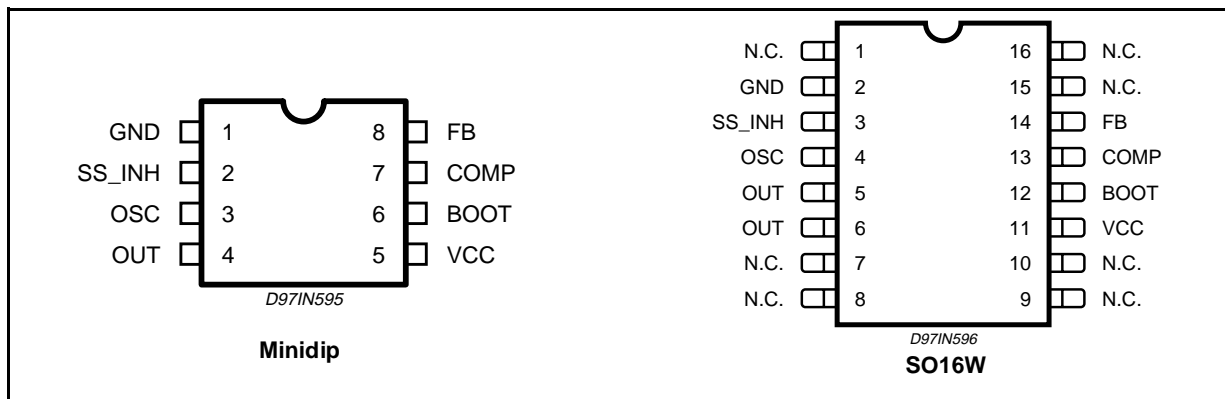 GND 1 8 FB
SS_INH 2 7 COMP
OSC 3 6 BOOT
OUT 4 5 VCC
D97IN595
Minidip
N.C. 1 16 N.C.
GND 2 15 N.C.
SS_INH 3 14 FB
OSC 4 13 COMP
OUT 5 12 BOOT
OUT 6 11 VCC
N.C. 7 10 N.C.
N.C. 8 9 N.C.
D97IN596
SO16W